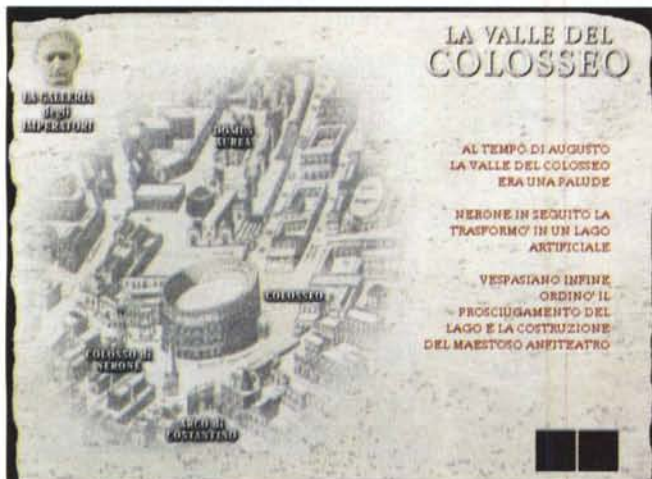 LA GALLERIA
degli
IMPERATORI
LA VALLE DEL
COLOSSEO
DOMUS
AUREA
AL TEMPO DI AUGUSTO
LA VALLE DEL COLOSSEO
ERA UNA PALUDE
NERONE IN SEGUITO LA
TRASFORMO' IN UN LAGO
ARTIFICIALE
VESPASIANO INFINE
ORDINO' IL
PROSCIUGAMENTO DEL
LAGO E LA COSTRUZIONE
DEL MAESTOSO ANFITEATRO
COLOSSEO
COLOSSO di
NERONE
ARCO di
COSTANTINO